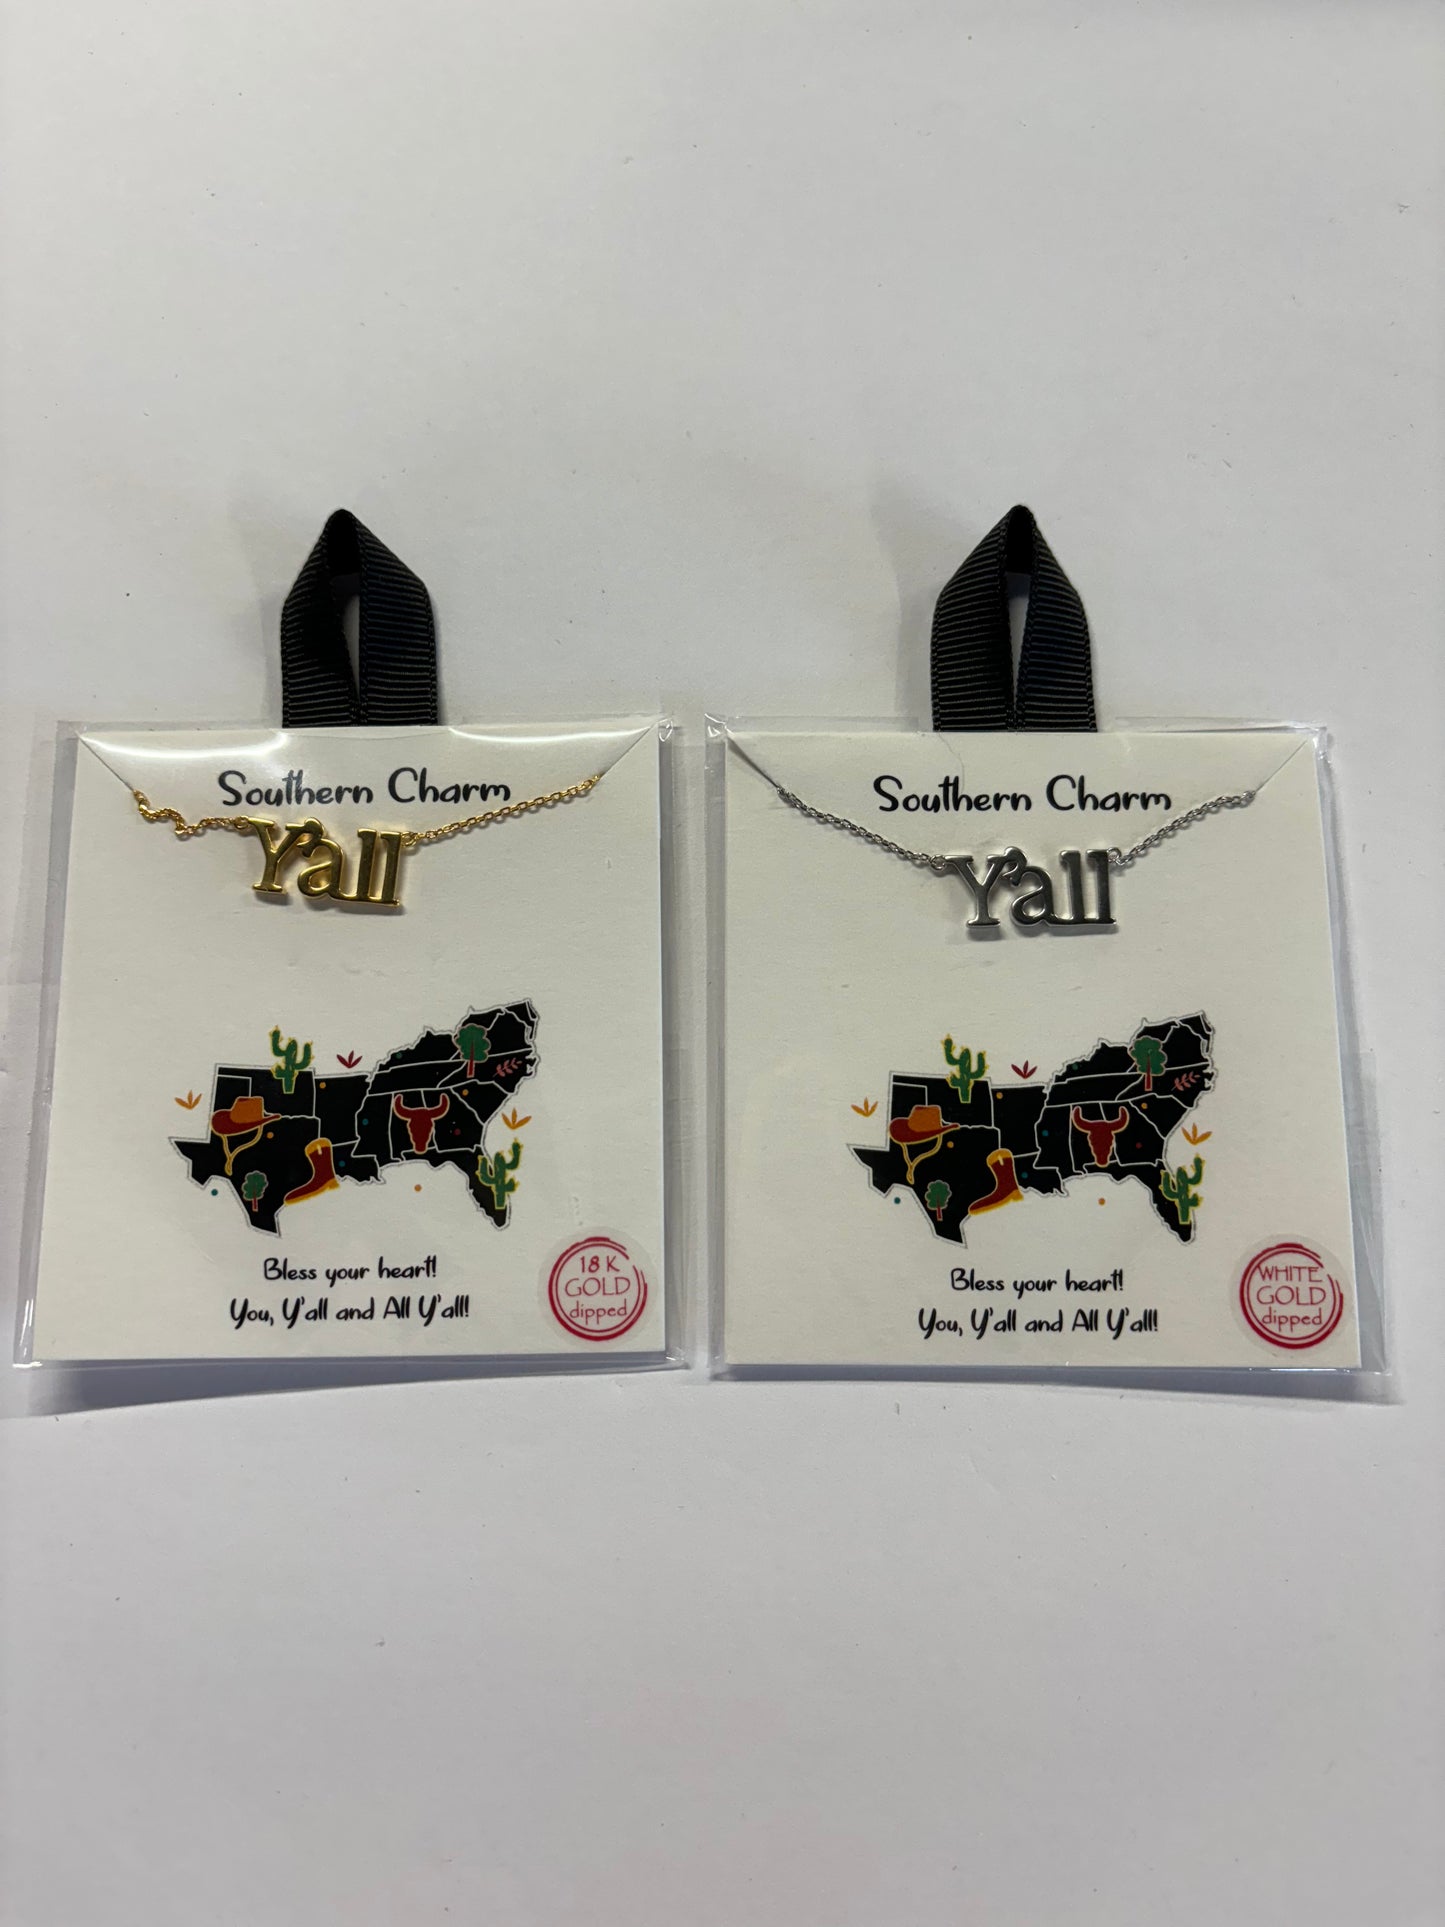 Southern Charm
Y'all
Bless your heart!
You, Y'all and All Y'all!
18 K
GOLD
dipped
Southern Charm
Y'all
Bless your heart!
You, Y'all and All Y'all!
WHITE
GOLD
dipped